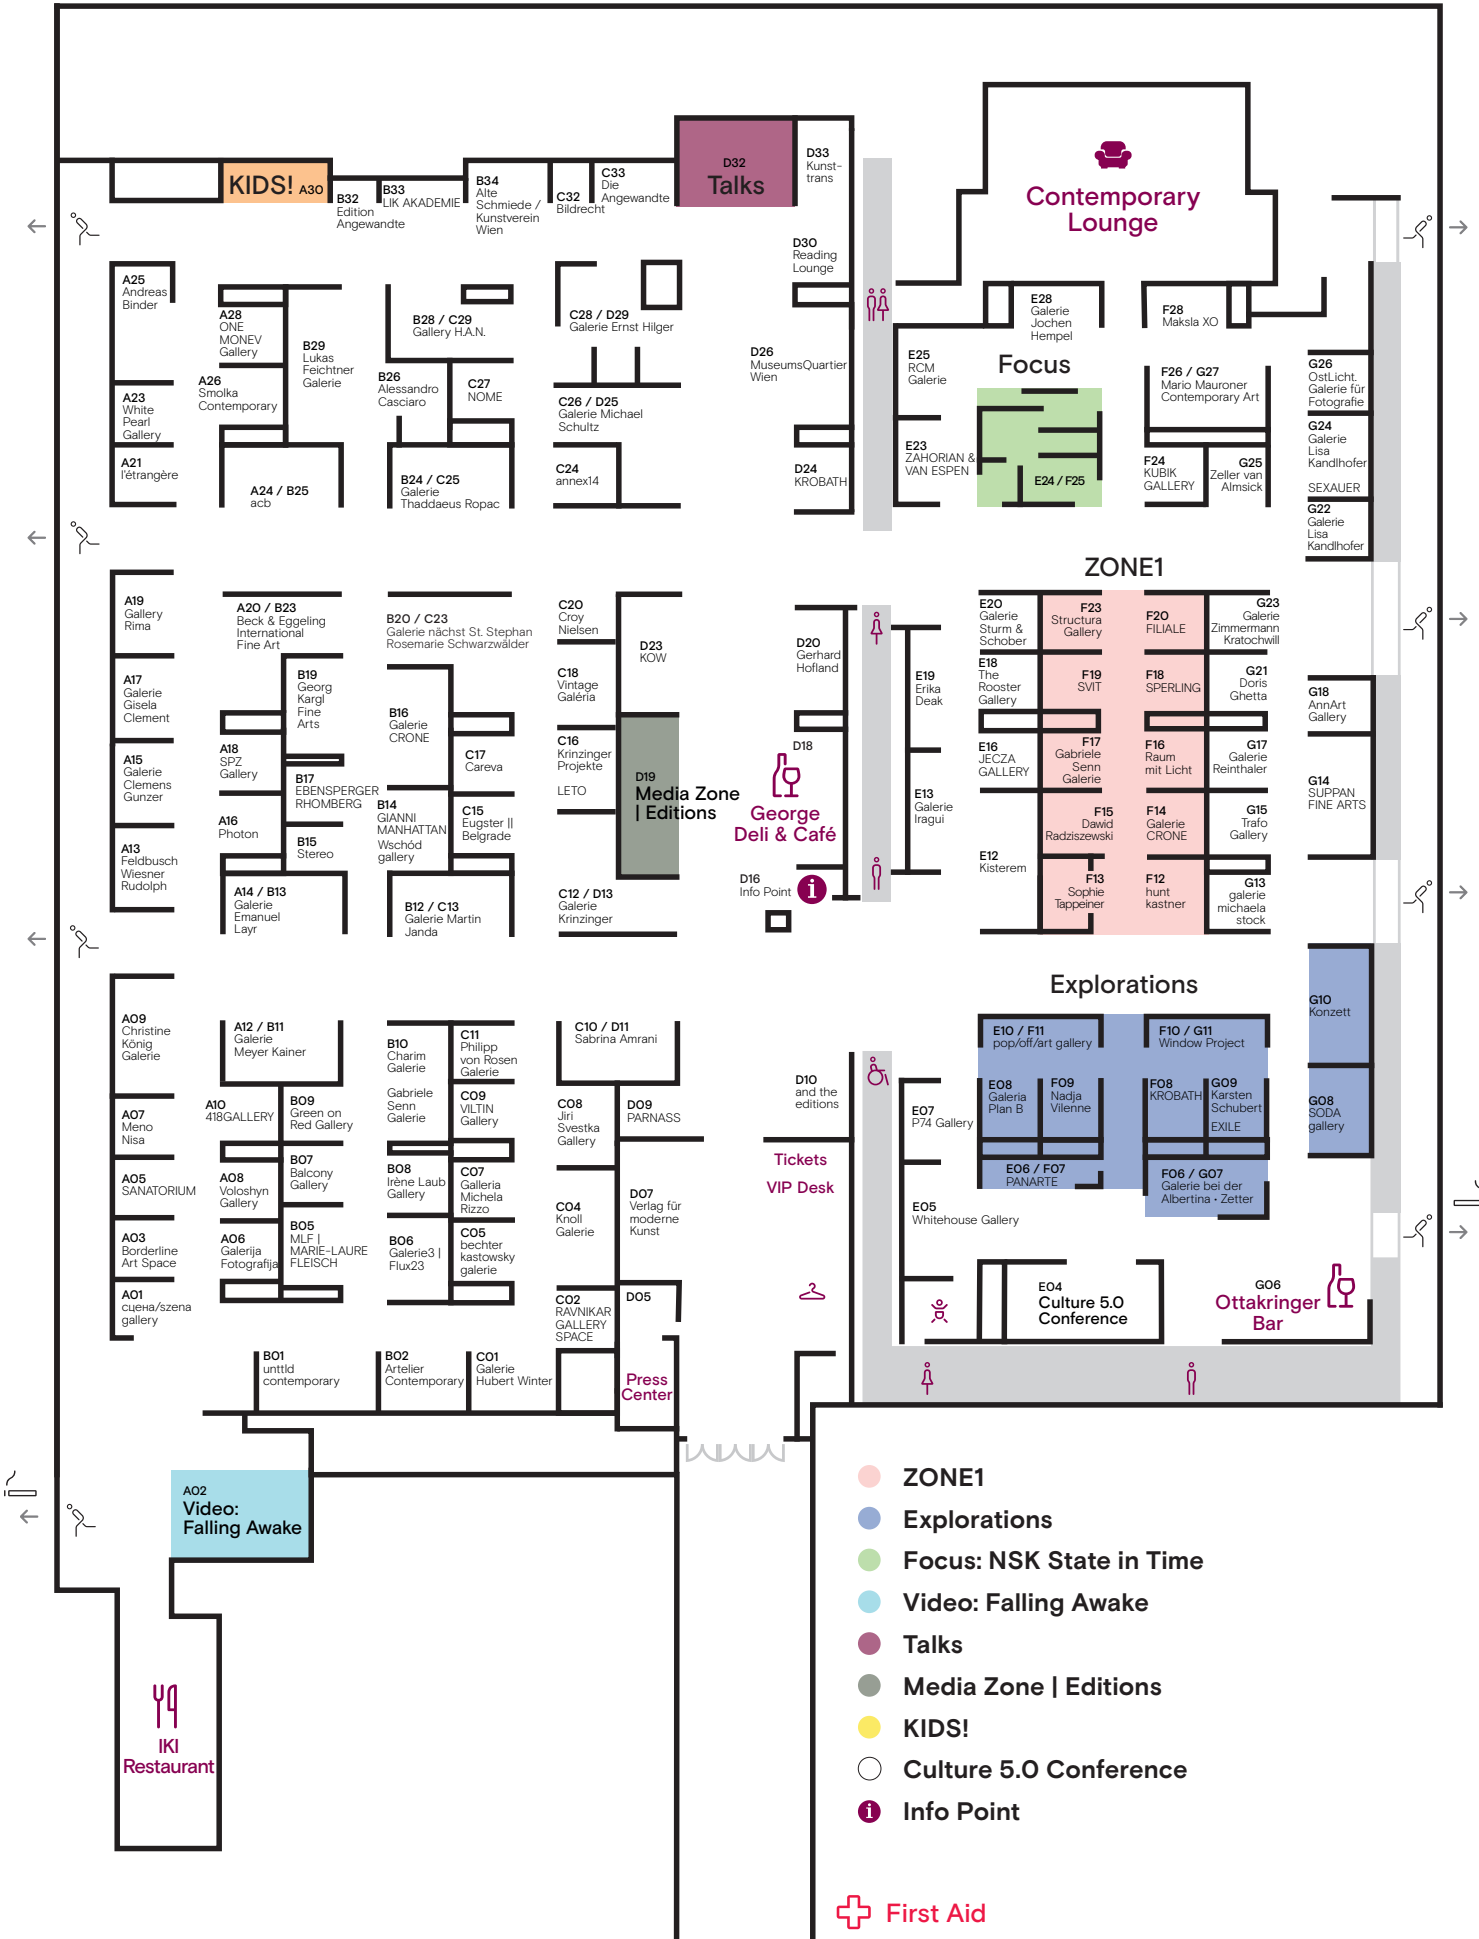 KIDS! A30
B32
Edition
Angewandte
B33
LIK AKADEMIE
B34
Alte
Schmiede /
Kunstverein
Wien
C32
Bildrecht
C33
Die
Angewandte
D32
Talks
D33
Kunst-
trans
D30
Reading
Lounge
Contemporary
Lounge
A25
Andreas
Binder
A28
ONE
MONEV
Gallery
B29
Lukas
Feichtner
Galerie
B28 / C29
Gallery H.A.N.
C28 / D29
Galerie Ernst Hilger
D26
MuseumsQuartier
Wien
A23
White
Pearl
Gallery
A26
Smolka
Contemporary
B26
Alessandro
Casciaro
C27
NOME
C26 / D25
Galerie Michael
Schultz
A21
l'étrangère
A24 / B25
acb
B24 / C25
Galerie
Thaddaeus Ropac
C24
annex14
D24
KROBATH
E28
Galerie
Jochen
Hempel
F28
Maksla XO
E25
RCM
Galerie
Focus
F26 / G27
Mario Mauroner
Contemporary Art
G26
OstLicht.
Galerie für
Fotografie
E23
ZAHORIAN &
VAN ESPEN
E24 / F25
F24
KUBIK
GALLERY
G25
Zeller van
Almsick
G24
Galerie
Lisa
Kandlhofer
SEXAUER
G22
Galerie
Lisa
Kandlhofer
ZONE1
A19
Gallery
Rima
A20 / B23
Beck & Eggeling
International
Fine Art
B20 / C23
Galerie nächst St. Stephan
Rosemarie Schwarzwälder
C20
Croy
Nielsen
D23
KOW
D20
Gerhard
Hofland
A17
Galerie
Gisela
Clement
B19
Georg
Kargl
Fine
Arts
B16
Galerie
CRONE
C18
Vintage
Galéria
A18
SPZ
Gallery
C17
Careva
C16
Krinzinger
Projekte
LETO
D19
Media Zone
| Editions
D18
George
Deli & Café
A15
Galerie
Clemens
Gunzer
B17
EBENSPERGER
RHOMBERG
B14
GIANNI
MANHATTAN
Wschód
gallery
C15
Eugster ||
Belgrade
A16
Photon
B15
Stereo
A13
Feldbusch
Wiesner
Rudolph
A14 / B13
Galerie
Emanuel
Layr
B12 / C13
Galerie Martin
Janda
C12 / D13
Galerie
Krinzinger
D16
Info Point
i
E20
Galerie
Sturm &
Schober
F23
Structura
Gallery
F20
FILIALE
G23
Galerie
Zimmermann
Kratochwill
E19
Erika
Deak
E18
The
Rooster
Gallery
F19
SVIT
F18
SPERLING
G21
Doris
Ghetta
G18
AnnArt
Gallery
E16
JECZA
GALLERY
F17
Gabriele
Senn
Galerie
F16
Raum
mit Licht
G17
Galerie
Reinthaler
E13
Galerie
Iragui
F15
Dawid
Radziszewski
F14
Galerie
CRONE
G15
Trafo
Gallery
G14
SUPPAN
FINE ARTS
E12
Kisterem
F13
Sophie
Tappeiner
F12
hunt
kastner
G13
galerie
michaela
stock
Explorations
A09
Christine
König
Galerie
A12 / B11
Galerie
Meyer Kainer
B10
Charim
Galerie
Gabriele
Senn
Galerie
C11
Philipp
von Rosen
Galerie
C10 / D11
Sabrina Amrani
C09
VILTIN
Gallery
D10
and the
editions
A07
Meno
Nisa
A10
418GALLERY
B09
Green on
Red Gallery
C08
Jiri
Svestka
Gallery
D09
PARNASS
A05
SANATORIUM
A08
Voloshyn
Gallery
B07
Balcony
Gallery
B08
Irène Laub
Gallery
C07
Galleria
Michela
Rizzo
C04
Knoll
Galerie
D07
Verlag für
moderne
Kunst
Tickets
VIP Desk
A03
Borderline
Art Space
A06
Galerija
Fotografija
B05
MLF |
MARIE-LAURE
FLEISCH
B06
Galerie3 |
Flux23
C05
bechter
kastowsky
galerie
A01
сцена/szena
gallery
C02
RAVNIKAR
GALLERY
SPACE
D05
B01
unttld
contemporary
B02
Artelier
Contemporary
C01
Galerie
Hubert Winter
Press
Center
E10 / F11
pop/off/art gallery
F10 / G11
Window Project
G10
Konzett
E07
P74 Gallery
E08
Galeria
Plan B
F09
Nadja
Vilenne
F08
KROBATH
G09
Karsten
Schubert
EXILE
G08
SODA
gallery
E06 / F07
PANARTE
F06 / G07
Galerie bei der
Albertina · Zetter
E05
Whitehouse Gallery
E04
Culture 5.0
Conference
G06
Ottakringer
Bar
A02
Video:
Falling Awake
IKI
Restaurant
ZONE1
Explorations
Focus: NSK State in Time
Video: Falling Awake
Talks
Media Zone | Editions
KIDS!
Culture 5.0 Conference
i Info Point
First Aid